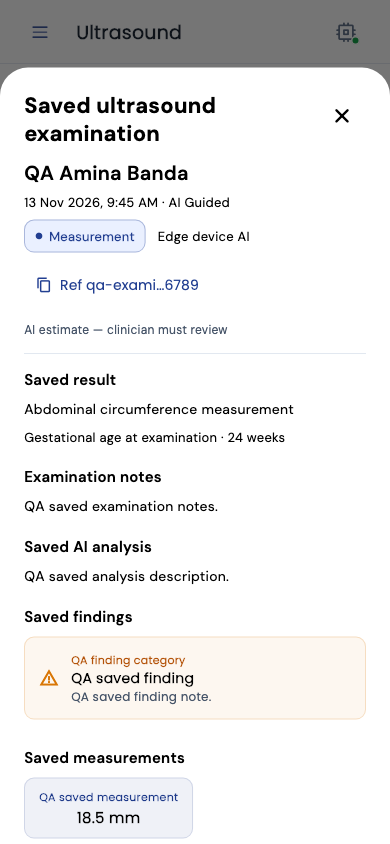 Ultrasound
Saved ultrasound
examination
QA Amina Banda
13 Nov 2026, 9:45 AM · AI Guided
Measurement
Edge device AI
Ref qa-exami...6789
AI estimate — clinician must review
Saved result
Abdominal circumference measurement
Gestational age at examination · 24 weeks
Examination notes
QA saved examination notes.
Saved AI analysis
QA saved analysis description.
Saved findings
QA finding category
QA saved finding
QA saved finding note.
Saved measurements
QA saved measurement
18.5 mm